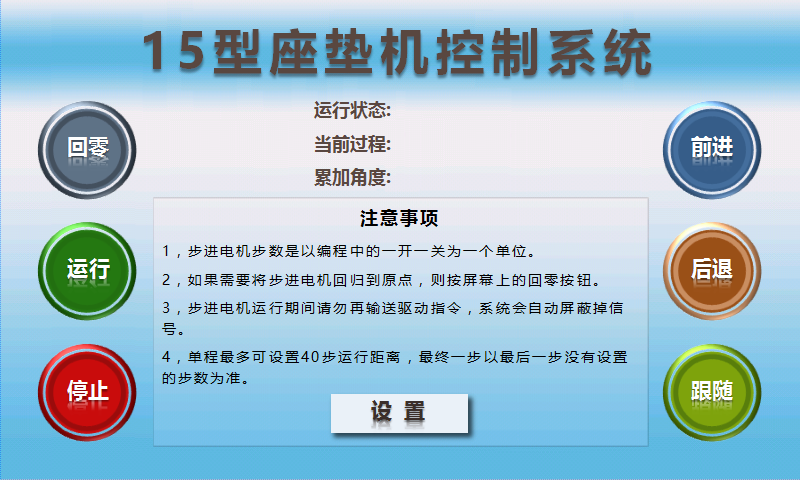 15型座垫机控制系统
运行状态:
当前过程:
累加角度:
回零
前进
运行
后退
停止
跟随
注意事项
1，步进电机步数是以编程中的一开一关为一个单位。
2，如果需要将步进电机回归到原点，则按屏幕上的回零按钮。
3，步进电机运行期间请勿再输送驱动指令，系统会自动屏蔽掉信
号。
4，单程最多可设置40步运行距离，最终一步以最后一步没有设置
的步数为准。
设 置